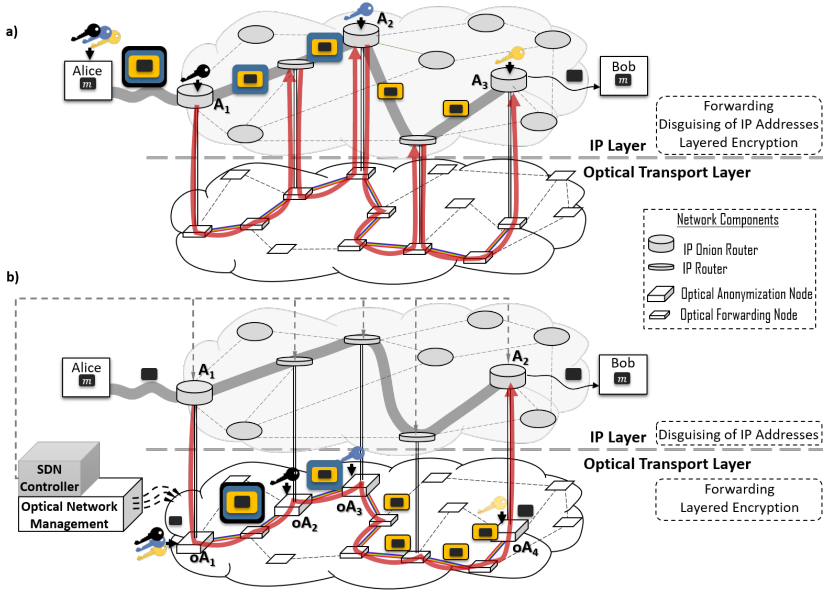 a)
Alice
m
A1
A2
A3
Bob
m
Forwarding
Disguising of IP Addresses
Layered Encryption
IP Layer
Optical Transport Layer
Network Components
IP Onion Router
IP Router
Optical Anonymization Node
Optical Forwarding Node
b)
Alice
m
A1
A2
Bob
m
IP Layer
Disguising of IP Addresses
Optical Transport Layer
Forwarding
Layered Encryption
SDN
Controller
Optical Network
Management
oA1
oA2
oA3
oA4